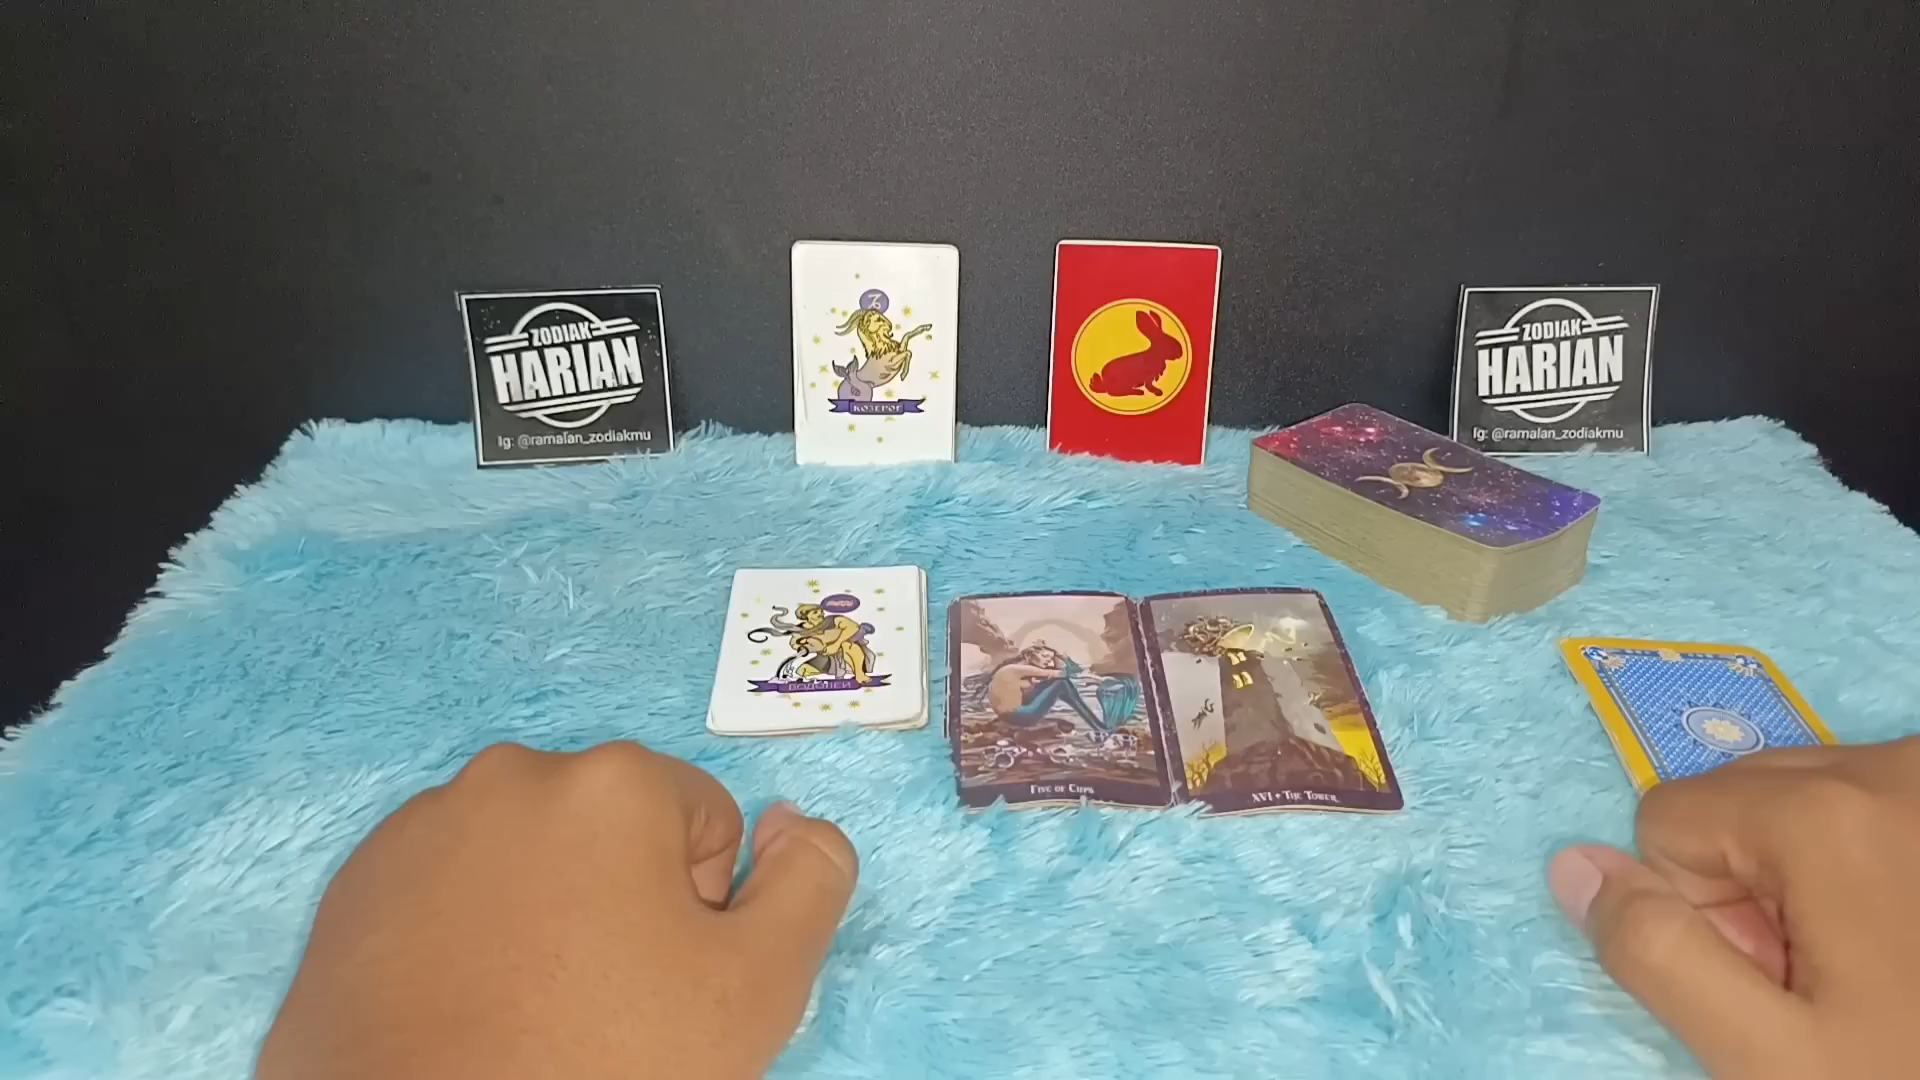 ZODIAK
HARIAN
Ig: @ramalan_zodiakmu
КОЗЕРОГ
ZODIAK
HARIAN
Ig: @ramalan_zodiakmu
ВОДОЛЕЙ
FIVE OF CUPS
XVI • THE TOWER